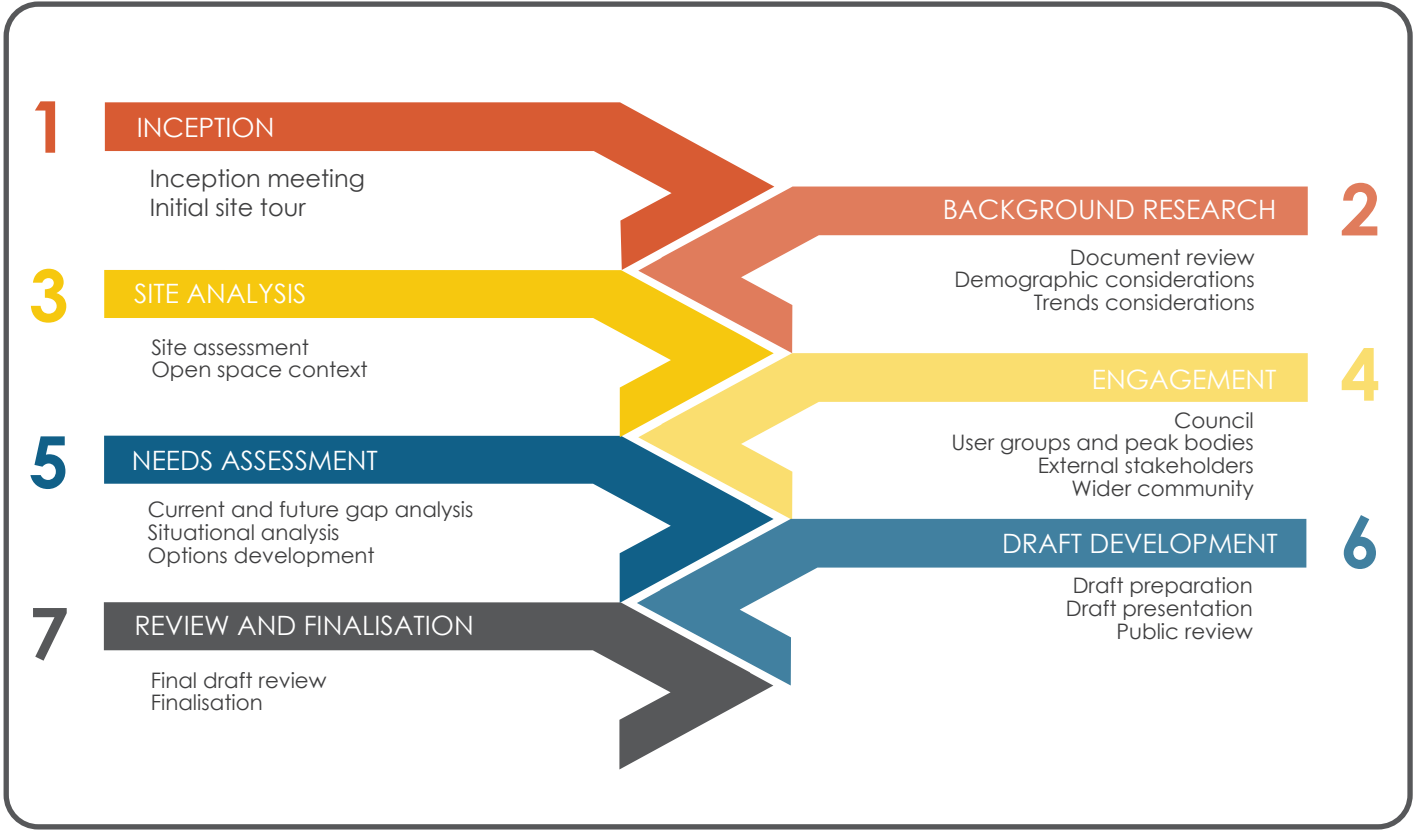 1
INCEPTION
Inception meeting
Initial site tour
2
BACKGROUND RESEARCH
Document review
Demographic considerations
Trends considerations
3
SITE ANALYSIS
Site assessment
Open space context
4
ENGAGEMENT
Council
User groups and peak bodies
External stakeholders
Wider community
5
NEEDS ASSESSMENT
Current and future gap analysis
Situational analysis
Options development
6
DRAFT DEVELOPMENT
Draft preparation
Draft presentation
Public review
7
REVIEW AND FINALISATION
Final draft review
Finalisation